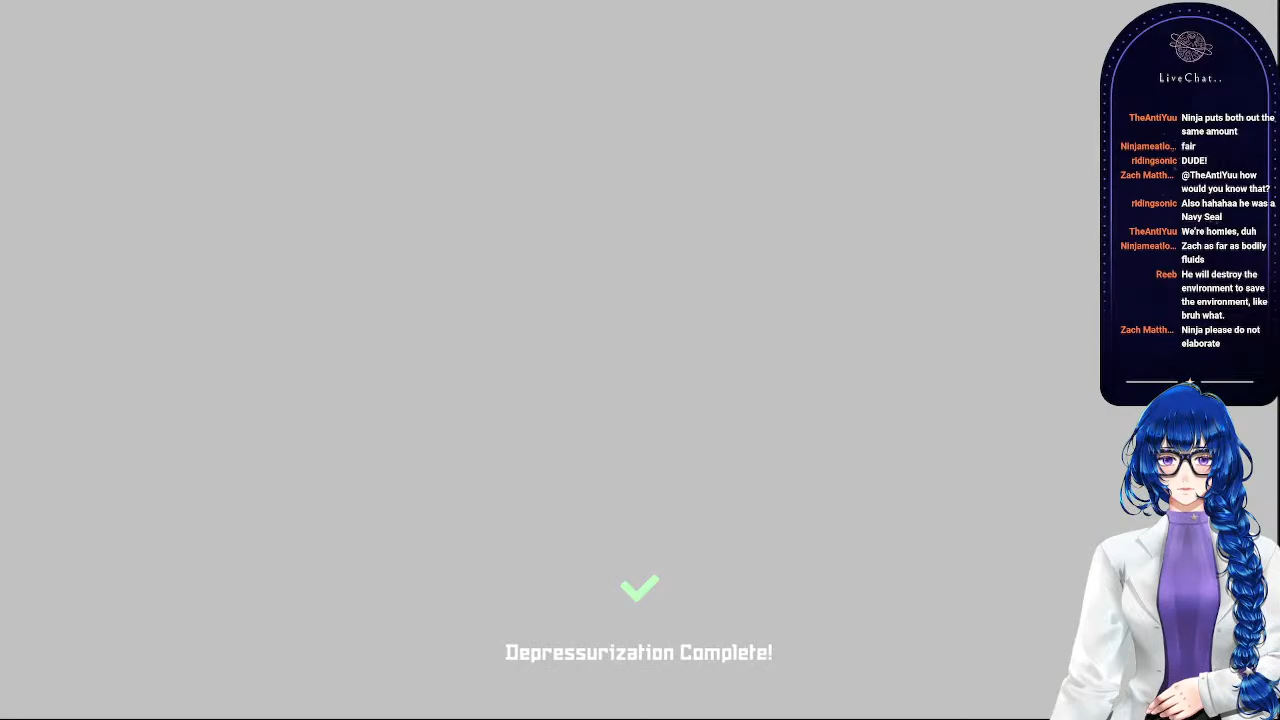 LiveChat..
TheAntiYuu Ninja puts both out the
same amount
Ninjameatlo... fair
ridingsonic DUDE!
Zach Matth... @TheAntiYuu how
would you know that?
ridingsonic Also hahahaa he was a
Navy Seal
TheAntiYuu We're homies, duh
Ninjameatlo... Zach as far as bodily
fluids
Reeb He will destroy the
environment to save
the environment, like
bruh what.
Zach Matth... Ninja please do not
elaborate
Depressurization Complete!